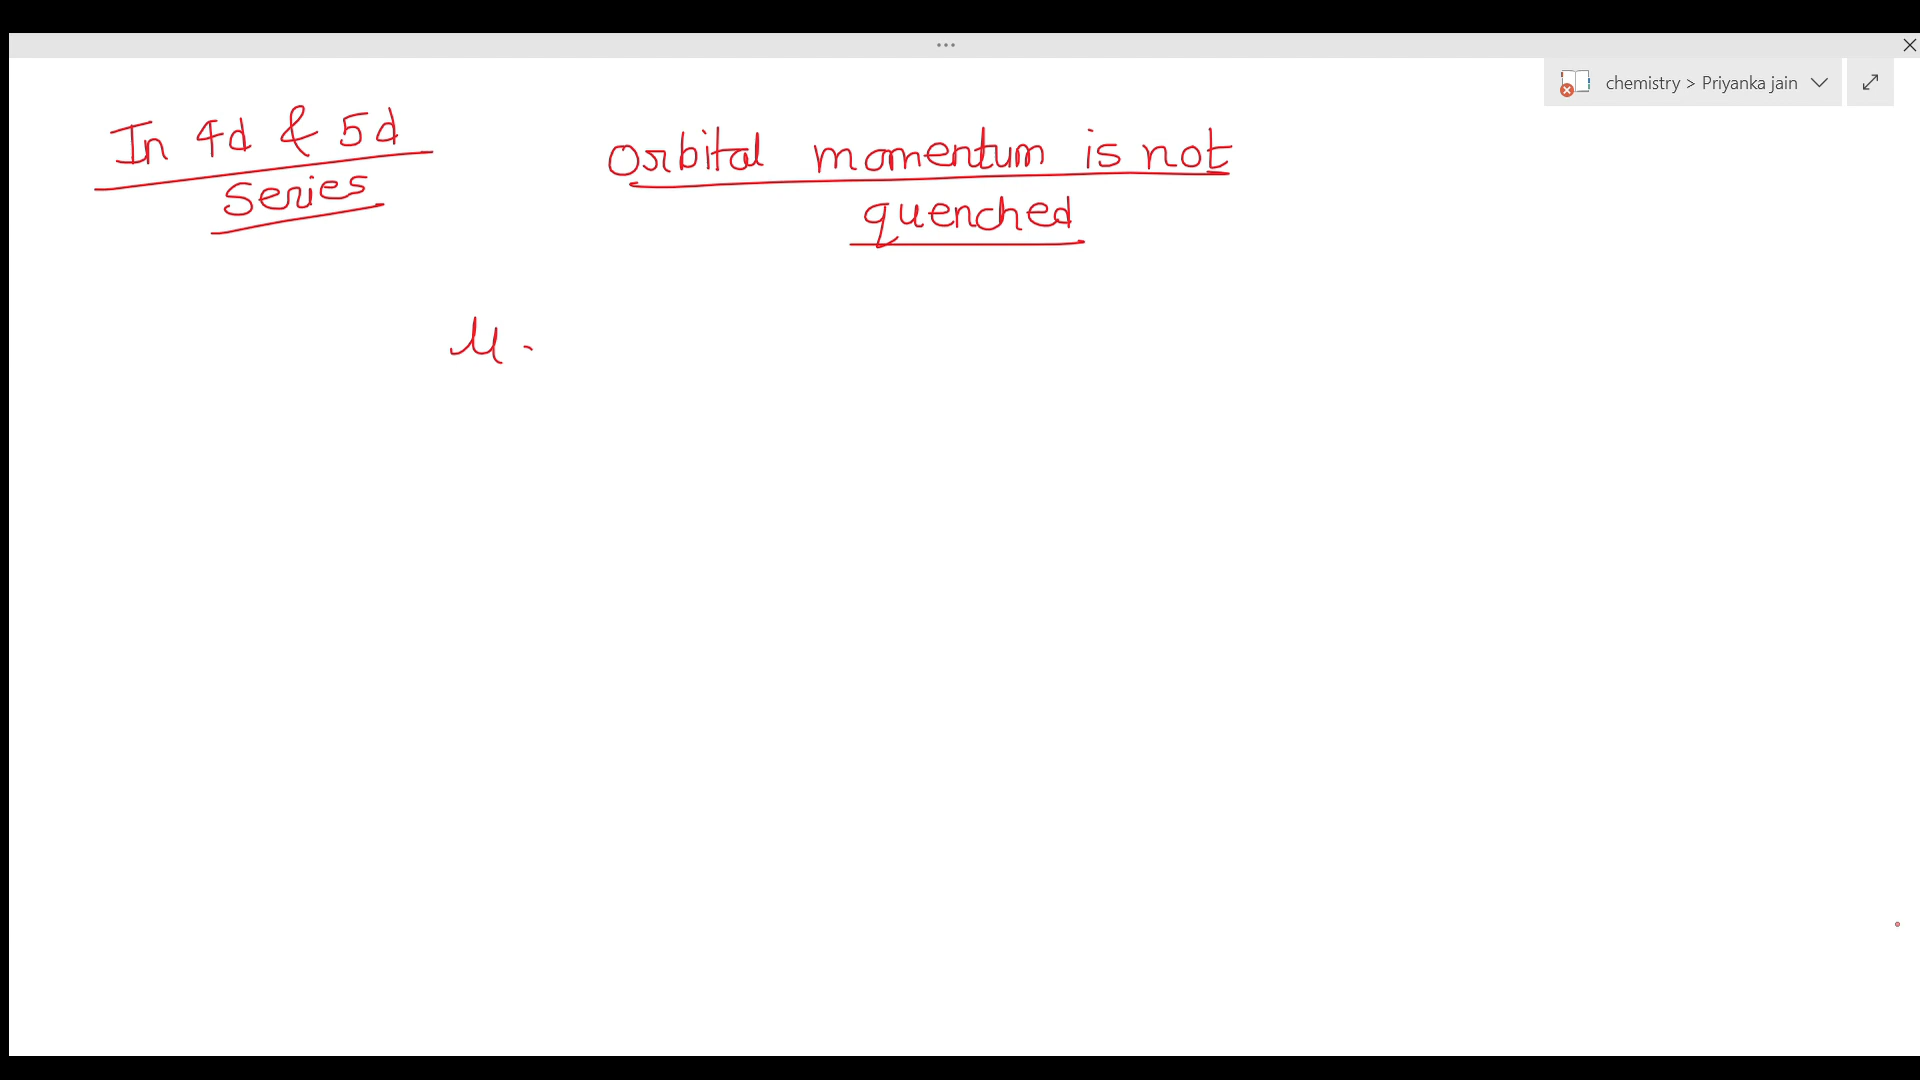 chemistry > Priyanka jain
In 4d & 5d
Series
Orbital momentum is not
quenched
μ